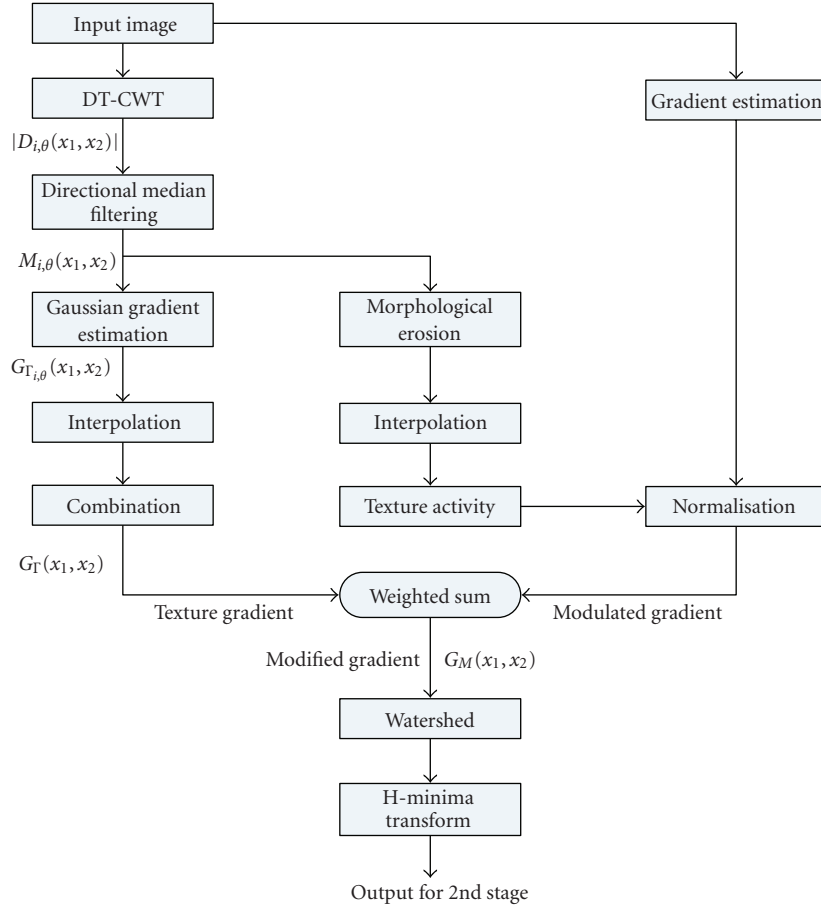 Input image
DT-CWT
Gradient estimation
|D_{i,θ}(x_1, x_2)|
Directional median
filtering
M_{i,θ}(x_1, x_2)
Gaussian gradient
estimation
Morphological
erosion
G_{Γ_{i,θ}}(x_1, x_2)
Interpolation
Interpolation
Combination
Texture activity
Normalisation
G_Γ(x_1, x_2)
Weighted sum
Texture gradient
Modulated gradient
Modified gradient
G_M(x_1, x_2)
Watershed
H-minima
transform
Output for 2nd stage